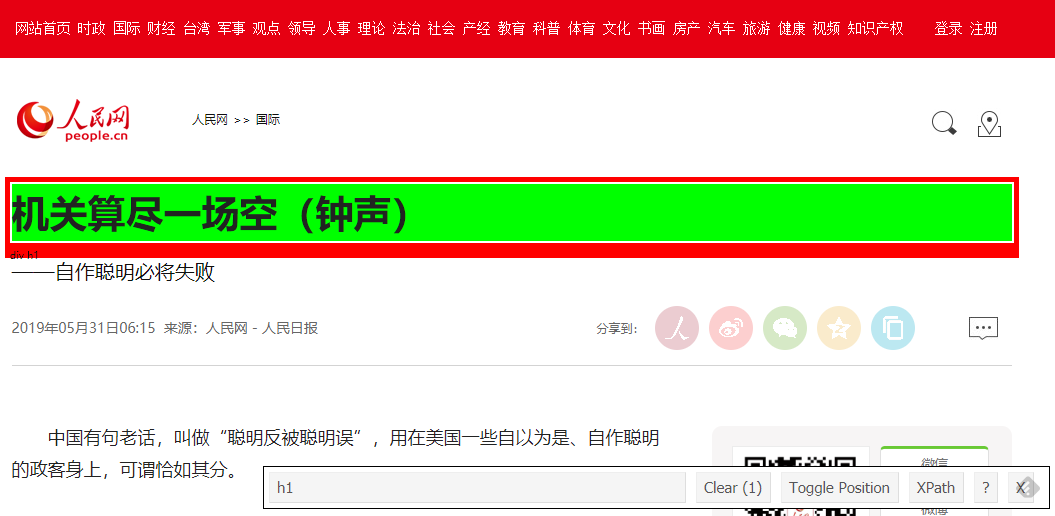 网站首页 时政 国际 财经 台湾 军事 观点 领导 人事 理论 法治 社会 产经 教育 科普 体育 文化 书画 房产 汽车 旅游 健康 视频 知识产权 登录 注册
人民网
people.cn
人民网 >> 国际
机关算尽一场空（钟声）
div h1
——自作聪明必将失败
2019年05月31日06:15 来源：人民网－人民日报
分享到：
人
中国有句老话，叫做“聪明反被聪明误”，用在美国一些自以为是、自作聪明
的政客身上，可谓恰如其分。
微信
h1 Clear (1) Toggle Position XPath ? X
微博